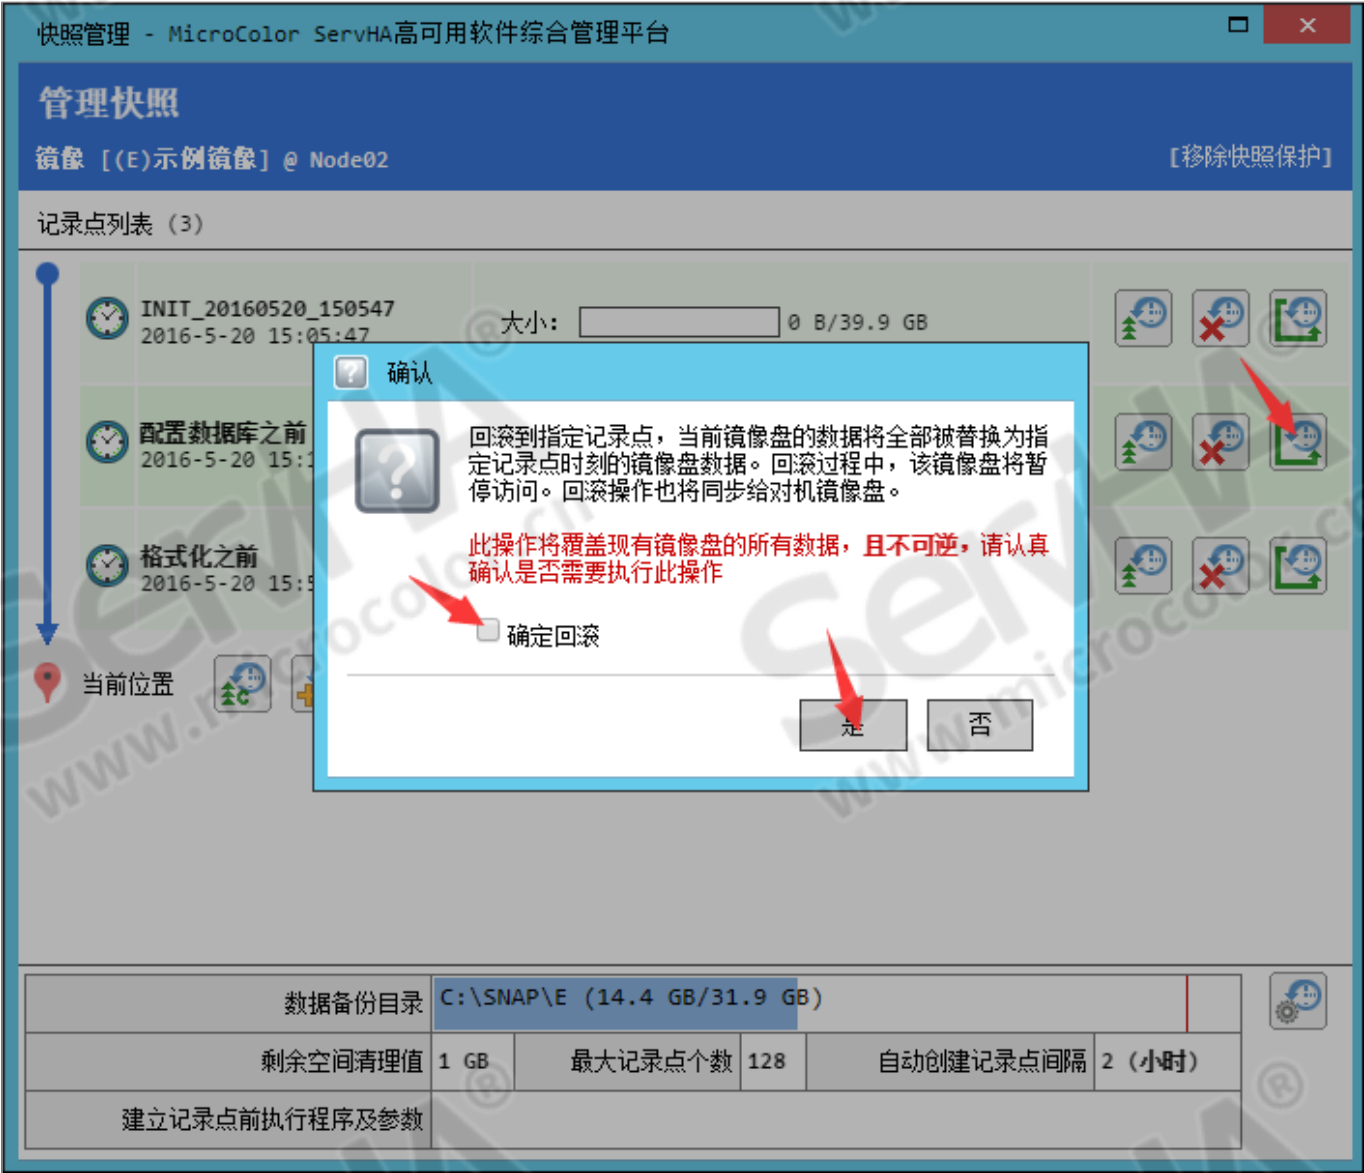 快照管理 - MicroColor ServHA高可用软件综合管理平台
管理快照
镜像 [(E)示例镜像] @ Node02
[移除快照保护]
记录点列表 (3)
INIT_20160520_150547
2016-5-20 15:05:47
大小：
0 B/39.9 GB
确认
配置数据库之前
2016-5-20 15:1
回滚到指定记录点，当前镜像盘的数据将全部被替换为指
定记录点时刻的镜像盘数据。回滚过程中，该镜像盘将暂
停访问。回滚操作也将同步给对机镜像盘。
此操作将覆盖现有镜像盘的所有数据，且不可逆，请认真
确认是否需要执行此操作
格式化之前
2016-5-20 15:5
确定回滚
当前位置
是
否
数据备份目录
C:\SNAP\E (14.4 GB/31.9 GB)
剩余空间清理值
1 GB
最大记录点个数
128
自动创建记录点间隔
2 (小时)
建立记录点前执行程序及参数
ServHA®
www.microcolor.cn
ServHA®
www.microcolor.cn